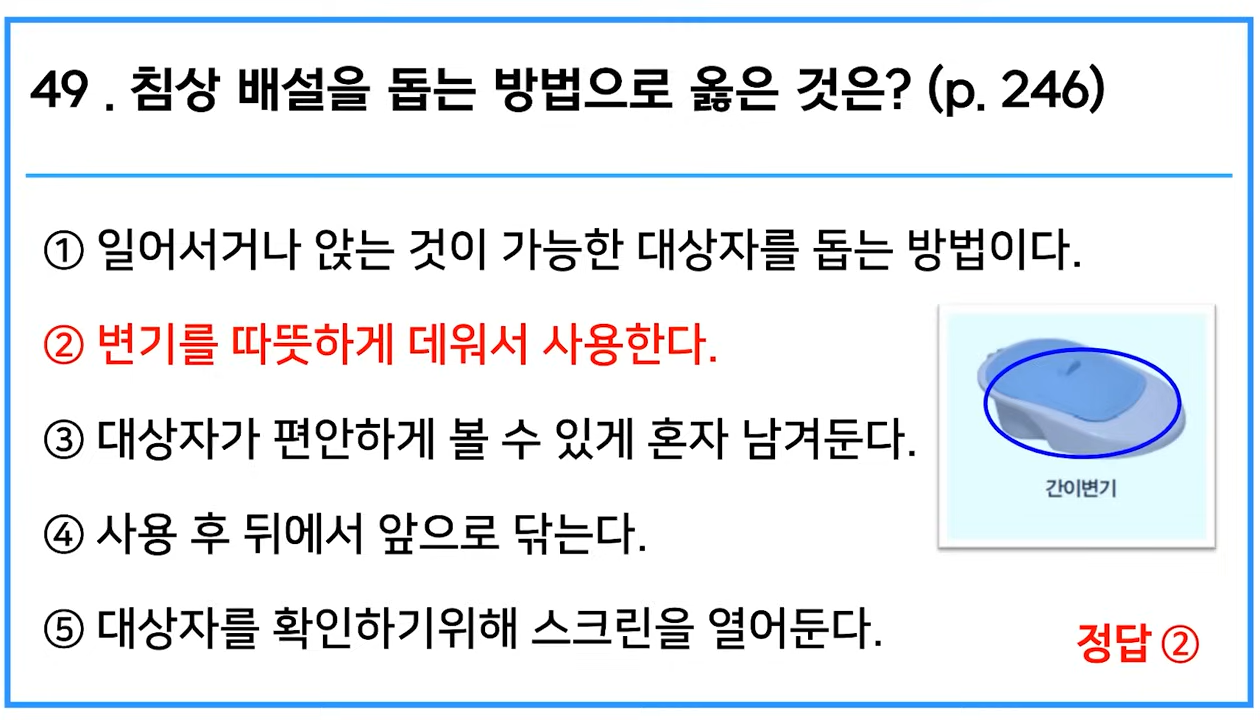 49 . 침상 배설을 돕는 방법으로 옳은 것은? (p. 246)
① 일어서거나 앉는 것이 가능한 대상자를 돕는 방법이다.
② 변기를 따뜻하게 데워서 사용한다.
③ 대상자가 편안하게 볼 수 있게 혼자 남겨둔다.
간이변기
④ 사용 후 뒤에서 앞으로 닦는다.
⑤ 대상자를 확인하기위해 스크린을 열어둔다.
정답 ②